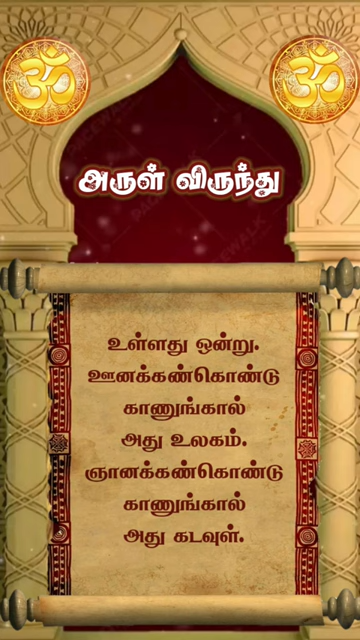 ௐ ௐ
அருள் விருந்து
உள்ளது ஒன்று.
ஊனக்கண்கொண்டு
காணுங்கால்
அது உலகம்.
ஞானக்கண்கொண்டு
காணுங்கால்
அது கடவுள்.